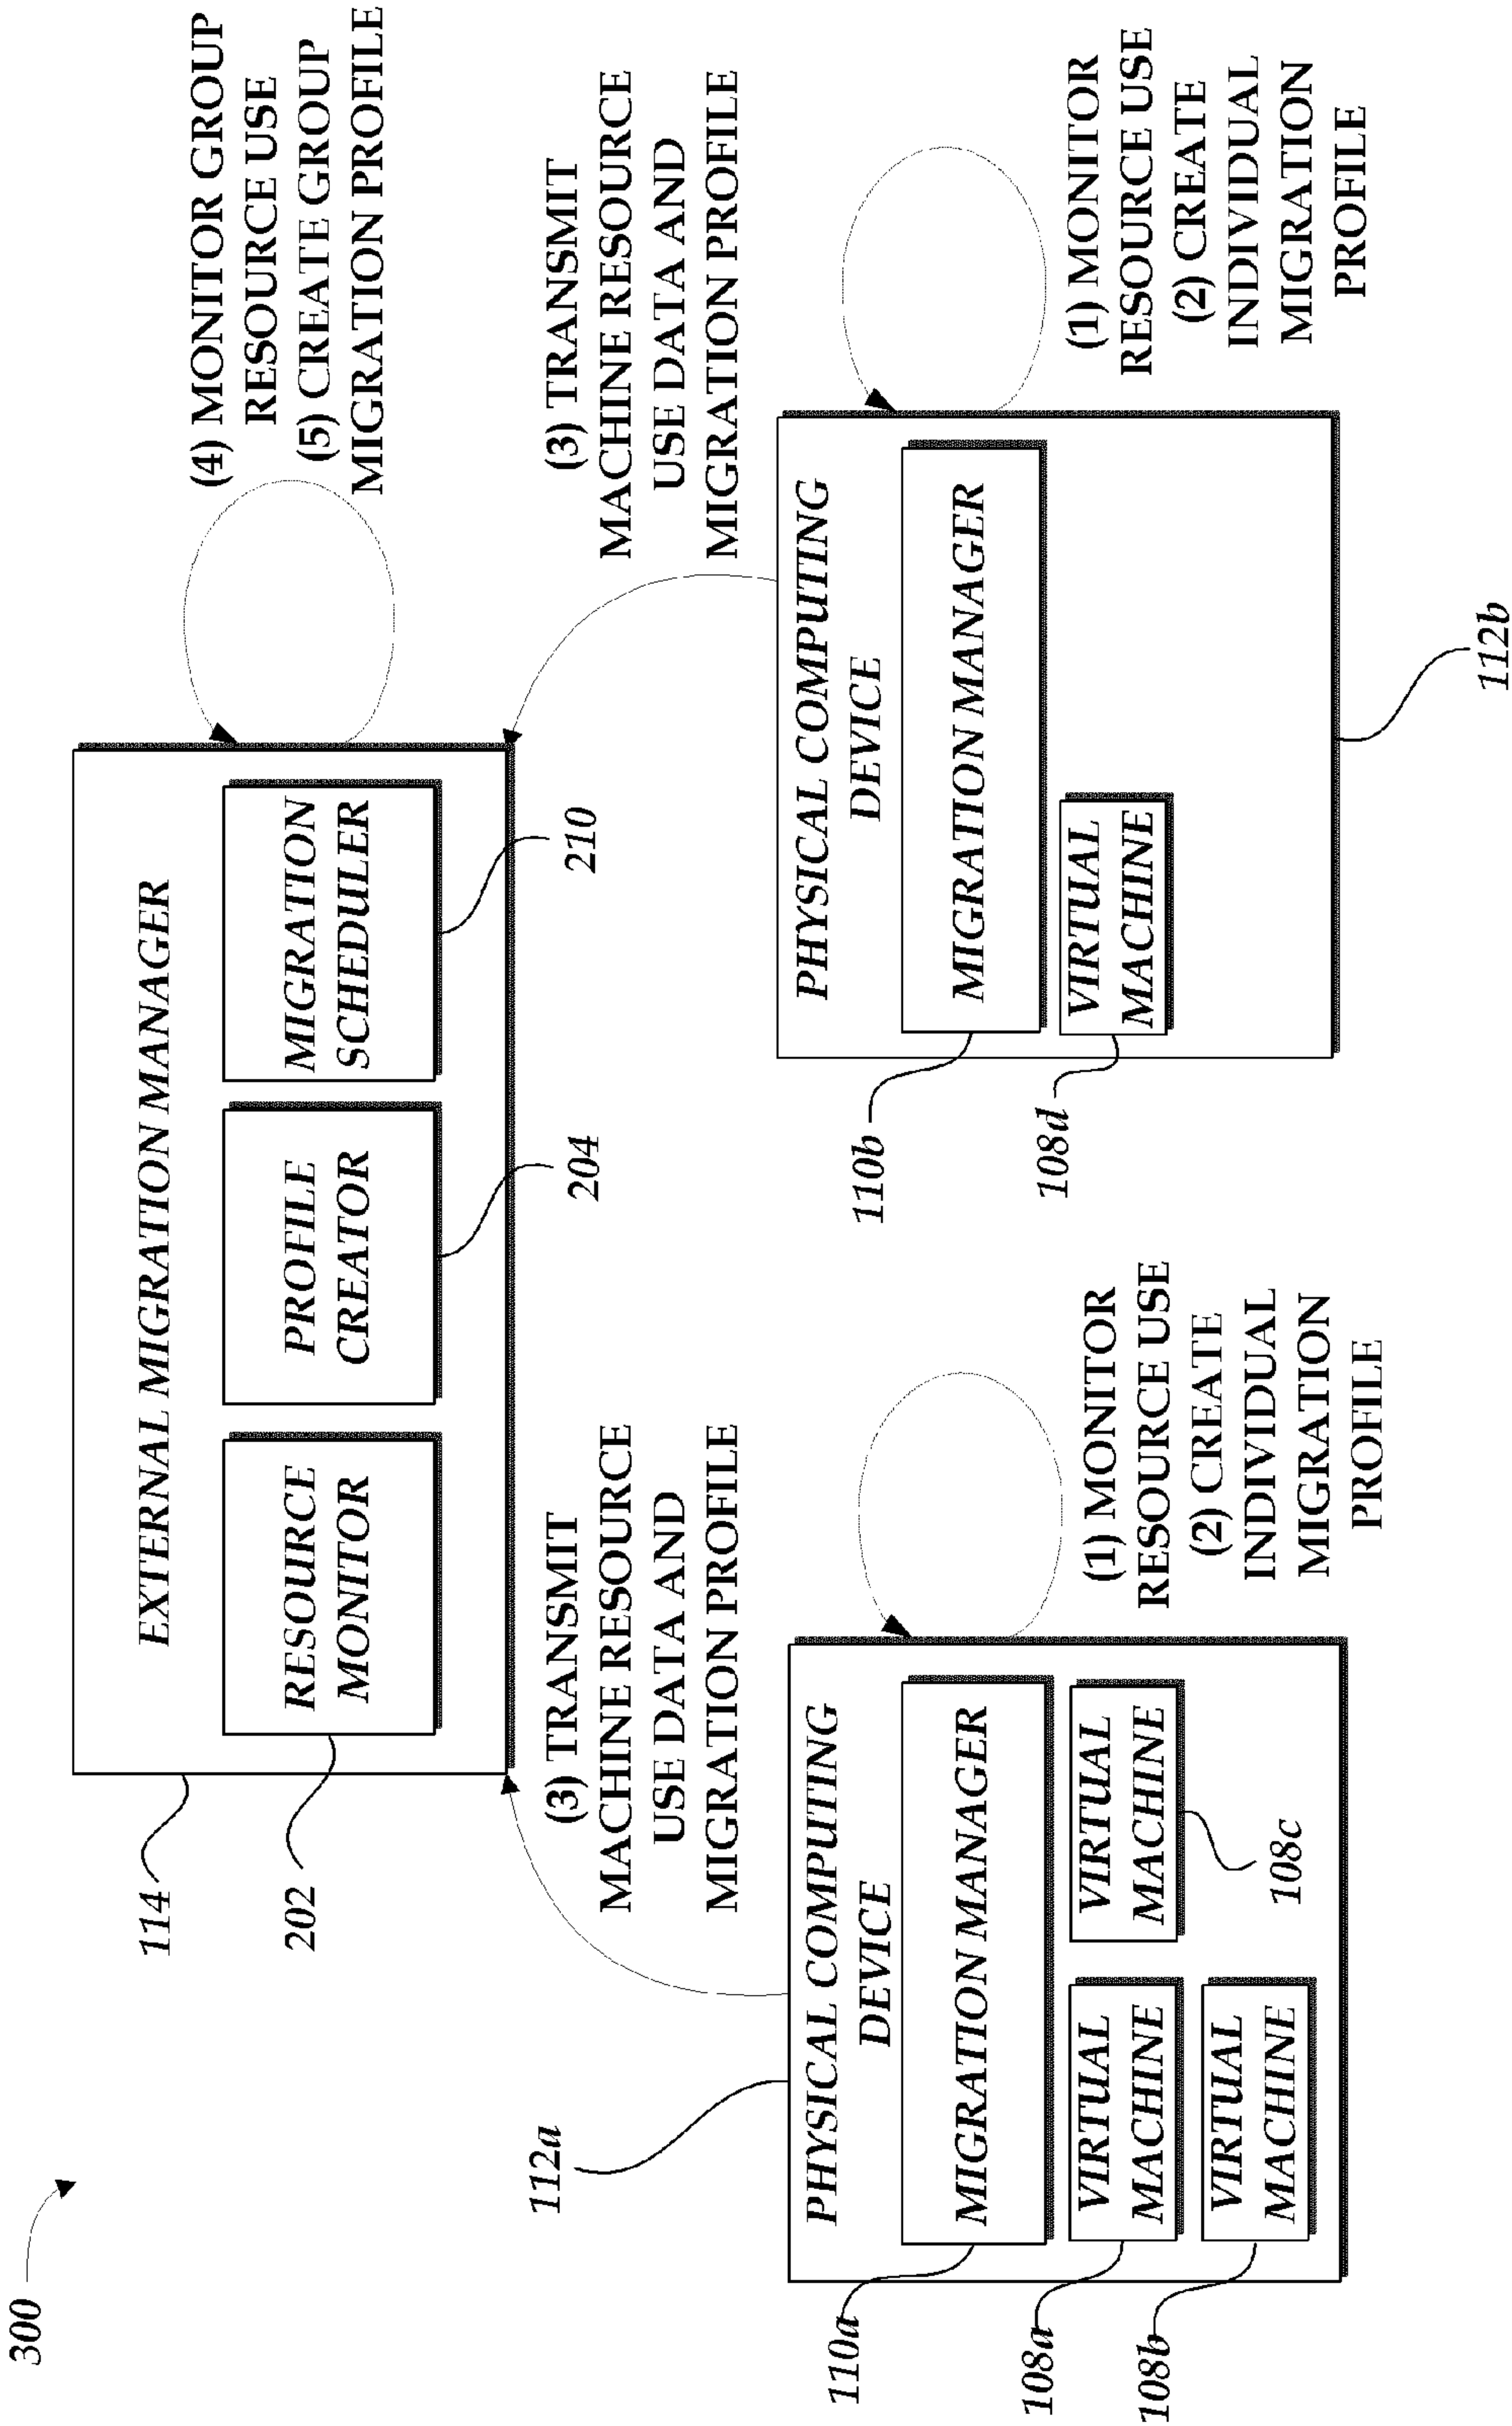 300
114
EXTERNAL MIGRATION MANAGER
RESOURCE
MONITOR
PROFILE
CREATOR
MIGRATION
SCHEDULER
202
204
210
(4) MONITOR GROUP
RESOURCE USE
(5) CREATE GROUP
MIGRATION PROFILE
(3) TRANSMIT
MACHINE RESOURCE
USE DATA AND
MIGRATION PROFILE
(3) TRANSMIT
MACHINE RESOURCE
USE DATA AND
MIGRATION PROFILE
112a
PHYSICAL COMPUTING
DEVICE
MIGRATION MANAGER
110a
VIRTUAL
MACHINE
108a
VIRTUAL
MACHINE
108c
VIRTUAL
MACHINE
108b
(1) MONITOR
RESOURCE USE
(2) CREATE
INDIVIDUAL
MIGRATION
PROFILE
PHYSICAL COMPUTING
DEVICE
MIGRATION MANAGER
110b
VIRTUAL
MACHINE
108d
112b
(1) MONITOR
RESOURCE USE
(2) CREATE
INDIVIDUAL
MIGRATION
PROFILE